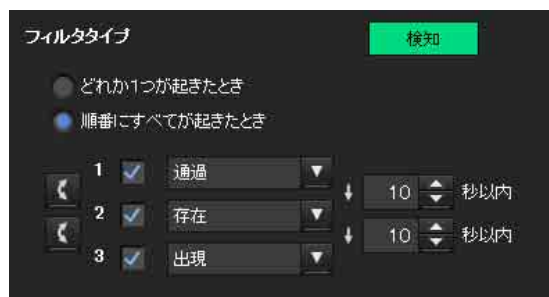 フィルタタイプ 検知
どれか1つが起きたとき
順番にすべてが起きたとき
1 通過
10 秒以内
2 存在
10 秒以内
3 出現